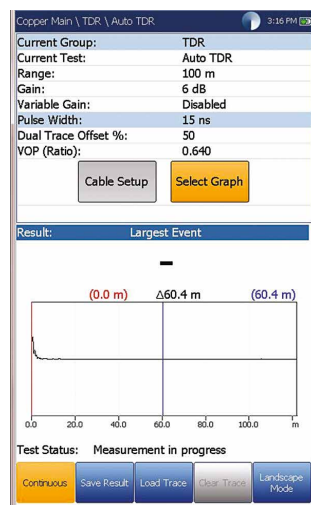 Copper Main \ TDR \ Auto TDR 3:16 PM
Current Group: TDR
Current Test: Auto TDR
Range: 100 m
Gain: 6 dB
Variable Gain: Disabled
Pulse Width: 15 ns
Dual Trace Offset %: 50
VOP (Ratio): 0.640
Cable Setup Select Graph
Result: Largest Event
–
(0.0 m) Δ60.4 m (60.4 m)
0.0 20.0 40.0 60.0 80.0 100.0 m
Test Status: Measurement in progress
Continuous Save Result Load Trace Clear Trace Landscape
Mode